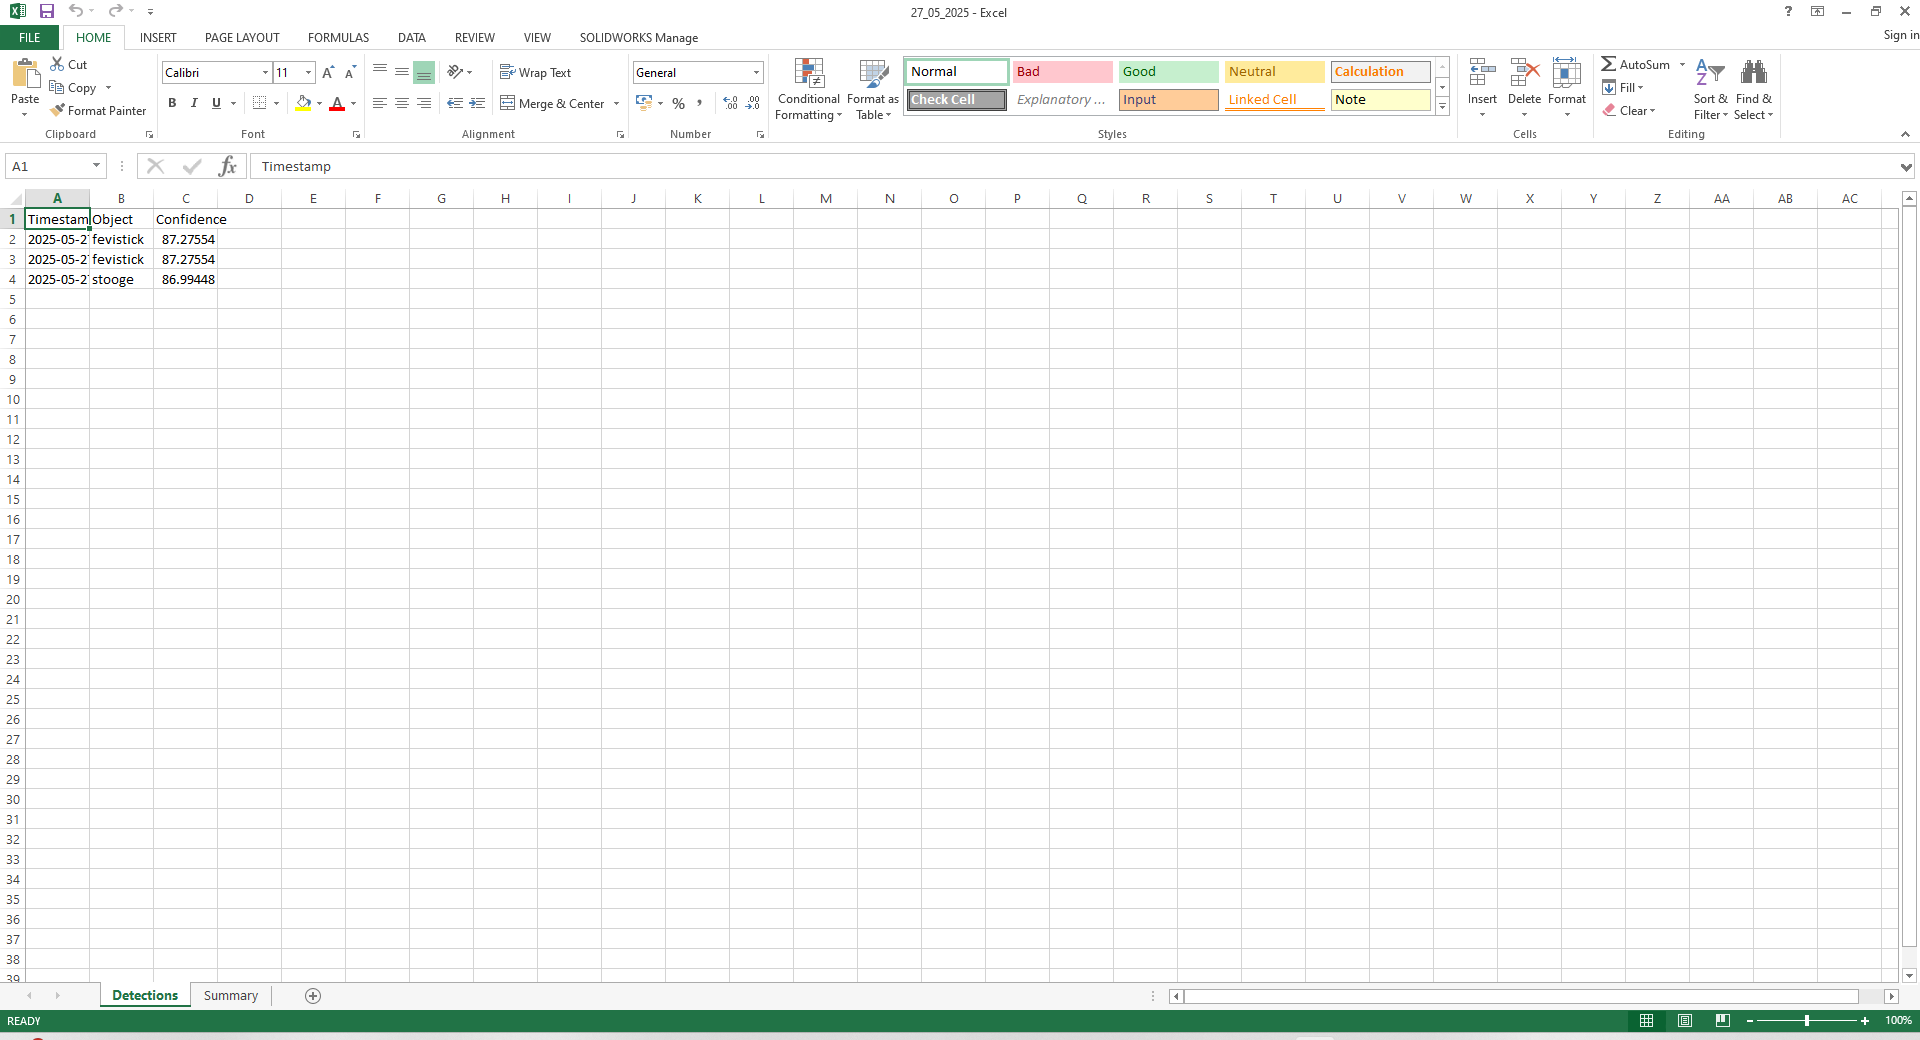 27_05_2025 - Excel
?
FILE HOME INSERT PAGE LAYOUT FORMULAS DATA REVIEW VIEW SOLIDWORKS Manage Sign in
Paste
Cut
Copy
Format Painter
Clipboard
Calibri 11 A A
B I U A
Font
Wrap Text
Merge & Center
Alignment
General
% ,
Number
Conditional Formatting
Format as Table
Normal Bad Good Neutral Calculation
Check Cell Explanatory ... Input Linked Cell Note
Styles
Insert Delete Format
Cells
AutoSum
Fill
Clear
Sort & Filter
Find & Select
Editing
A1 fx Timestamp
A B C D E F G H I J K L M N O P Q R S T U V W X Y Z AA AB AC
1 Timestam Object Confidence
2 2025-05-27 fevistick 87.27554
3 2025-05-27 fevistick 87.27554
4 2025-05-27 stooge 86.99448
5
6
7
8
9
10
11
12
13
14
15
16
17
18
19
20
21
22
23
24
25
26
27
28
29
30
31
32
33
34
35
36
37
38
39
Detections Summary
READY 100%